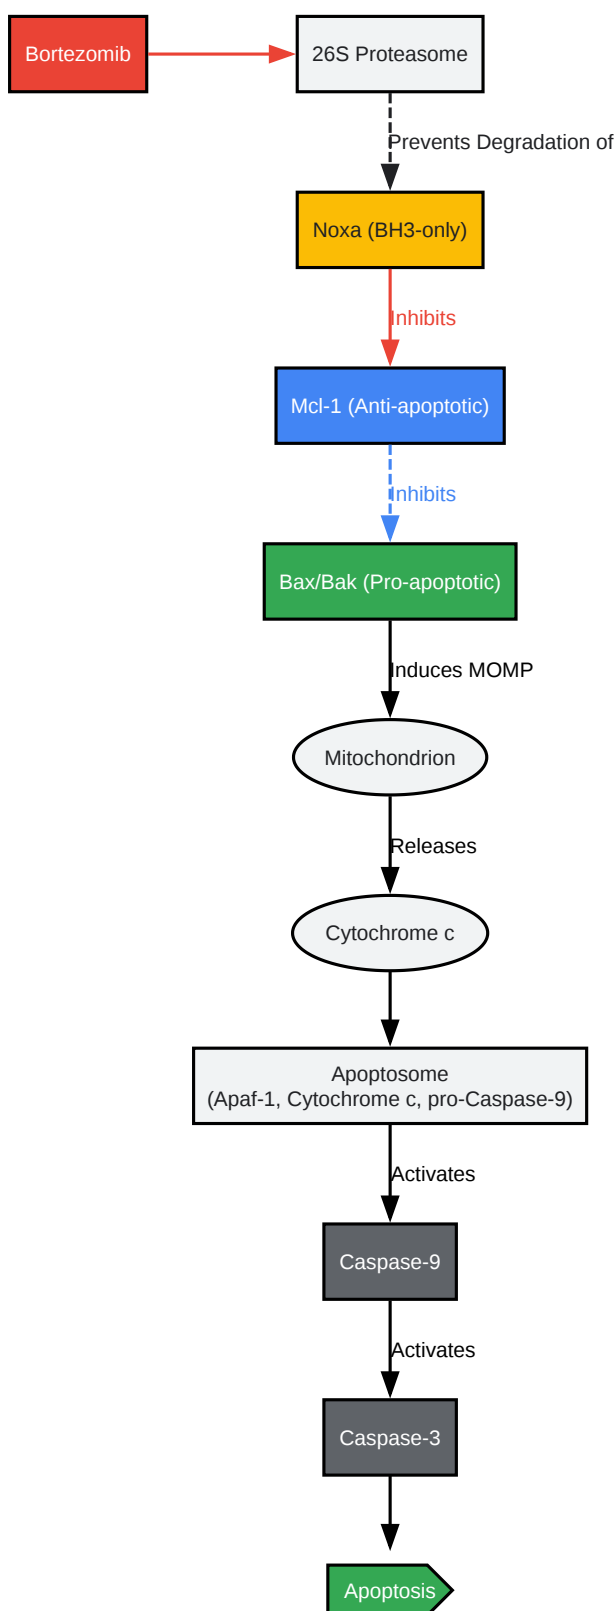 Bortezomib
26S Proteasome
Prevents Degradation of
Noxa (BH3-only)
Inhibits
Mcl-1 (Anti-apoptotic)
Inhibits
Bax/Bak (Pro-apoptotic)
Induces MOMP
Mitochondrion
Releases
Cytochrome c
Apoptosome
(Apaf-1, Cytochrome c, pro-Caspase-9)
Activates
Caspase-9
Activates
Caspase-3
Apoptosis